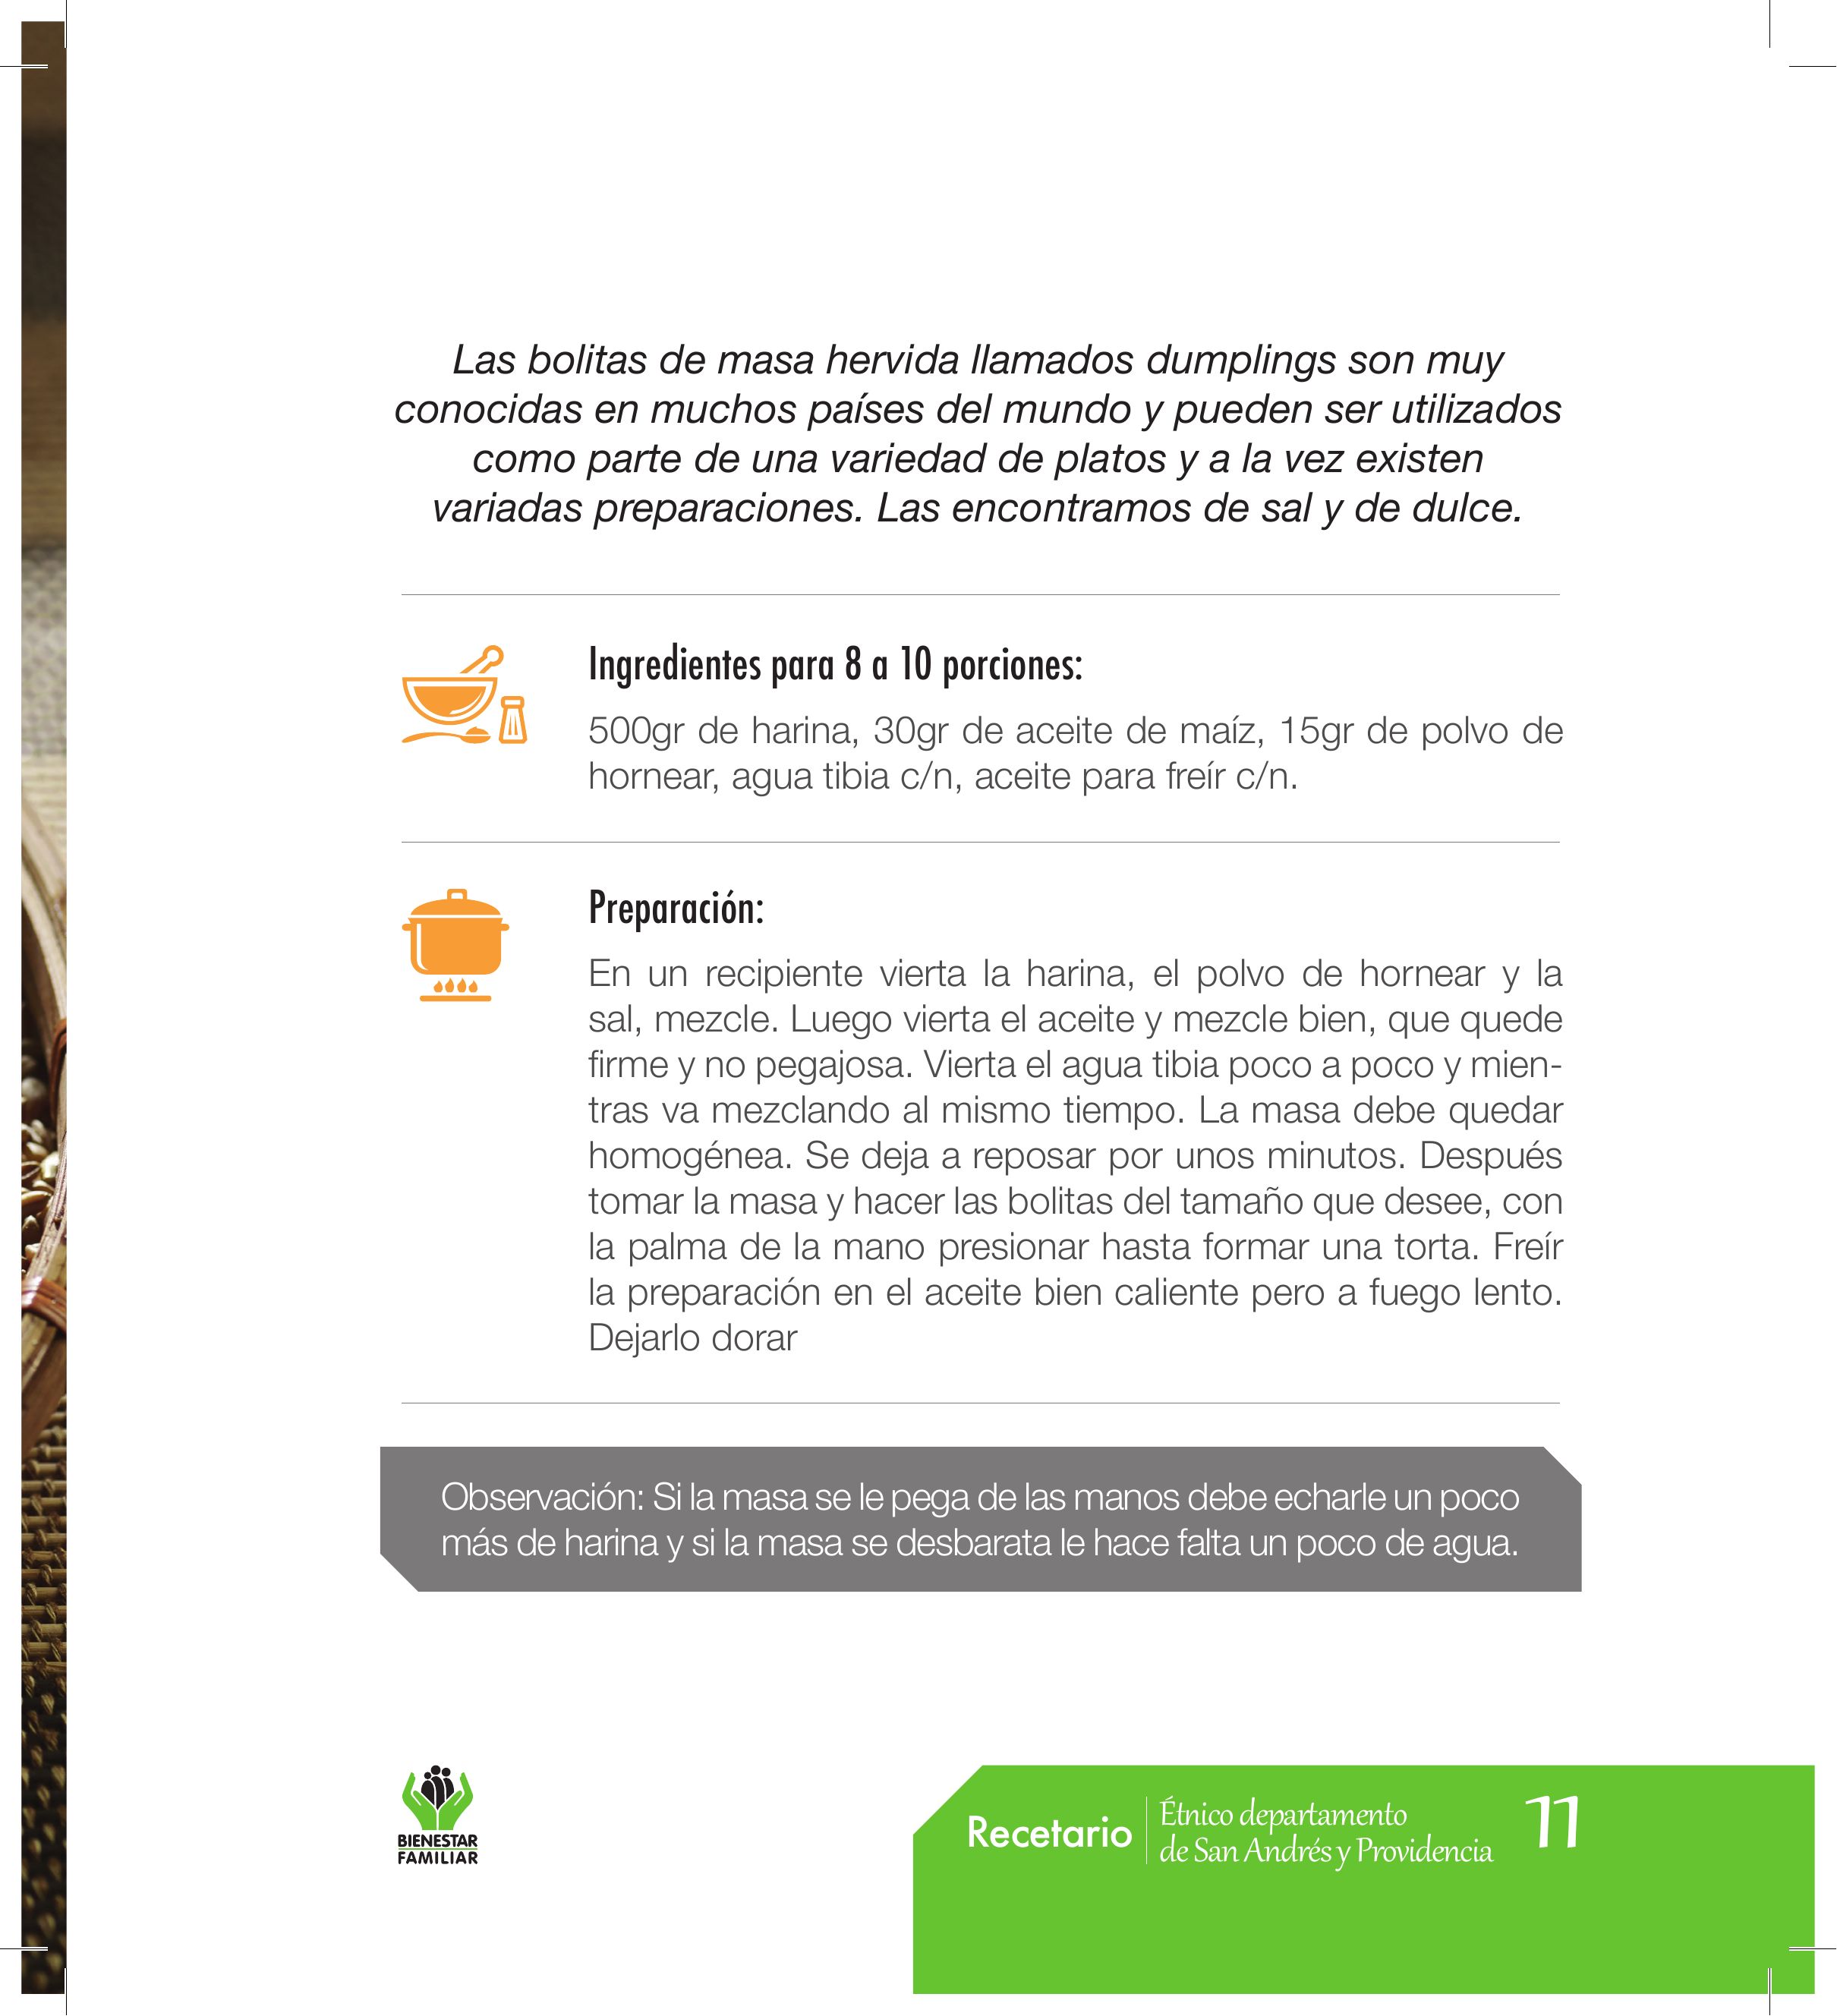 Las bolitas de masa hervida llamados dumplings son muy
conocidas en muchos países del mundo y pueden ser utilizados
como parte de una variedad de platos y a la vez existen
variadas preparaciones. Las encontramos de sal y de dulce.
Ingredientes para 8 a 10 porciones:
500gr de harina, 30gr de aceite de maíz, 15gr de polvo de
hornear, agua tibia c/n, aceite para freír c/n.
Preparación:
En un recipiente vierta la harina, el polvo de hornear y la
sal, mezcle. Luego vierta el aceite y mezcle bien, que quede
firme y no pegajosa. Vierta el agua tibia poco a poco y mien-
tras va mezclando al mismo tiempo. La masa debe quedar
homogénea. Se deja a reposar por unos minutos. Después
tomar la masa y hacer las bolitas del tamaño que desee, con
la palma de la mano presionar hasta formar una torta. Freír
la preparación en el aceite bien caliente pero a fuego lento.
Dejarlo dorar
Observación: Si la masa se le pega de las manos debe echarle un poco
más de harina y si la masa se desbarata le hace falta un poco de agua.
BIENESTAR
FAMILIAR
Recetario
Étnico departamento
de San Andrés y Providencia
11